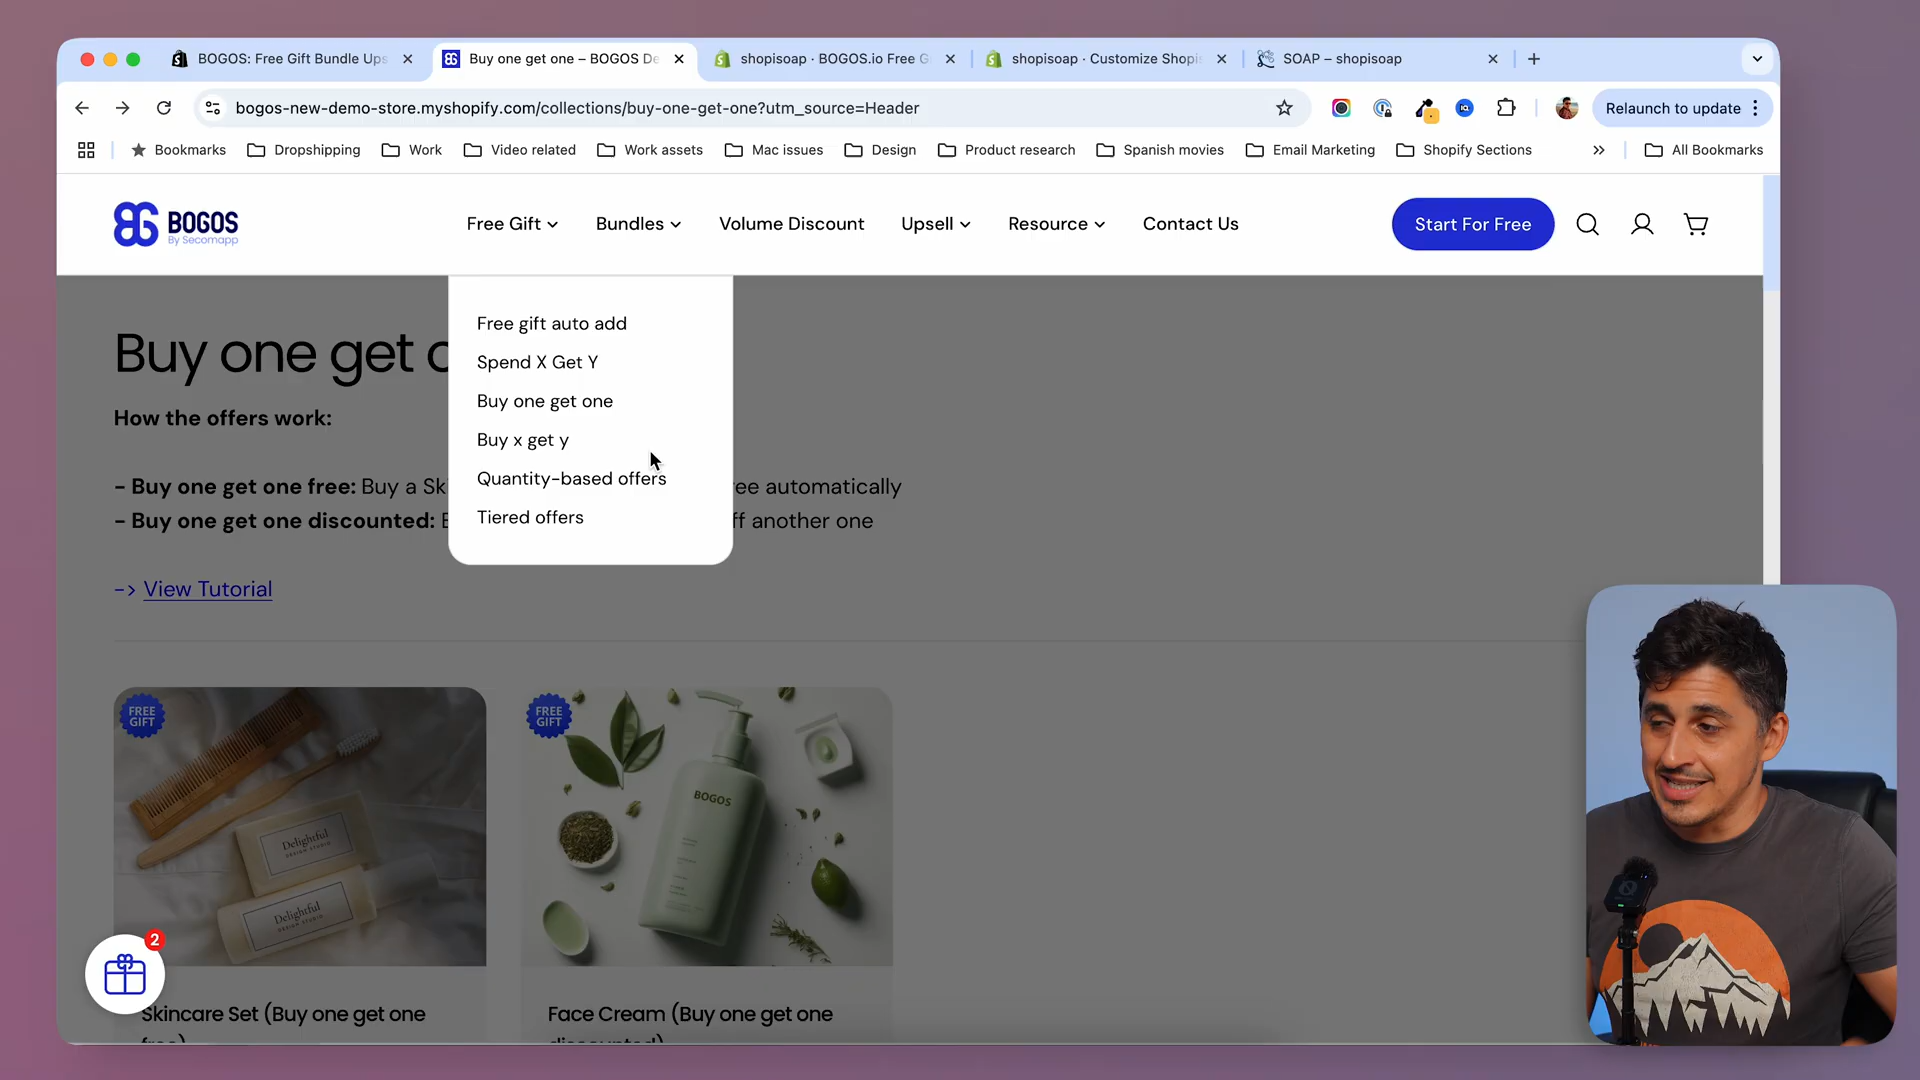 BOGOS: Free Gift Bundle Ups
Buy one get one – BOGOS De
shopisoap · BOGOS.io Free G
shopisoap · Customize Shopi
SOAP – shopisoap
bogos-new-demo-store.myshopify.com/collections/buy-one-get-one?utm_source=Header
Relaunch to update
Bookmarks
Dropshipping
Work
Video related
Work assets
Mac issues
Design
Product research
Spanish movies
Email Marketing
Shopify Sections
All Bookmarks
BOGOS
By Secomapp
Free Gift
Bundles
Volume Discount
Upsell
Resource
Contact Us
Start For Free
Free gift auto add
Spend X Get Y
Buy one get one
Buy x get y
Quantity-based offers
Tiered offers
Buy one get o
How the offers work:
- Buy one get one free: Buy a Sk ree automatically
- Buy one get one discounted: ff another one
-> View Tutorial
FREE
GIFT
FREE
GIFT
Delightful
DESIGN STUDIO
Delightful
DESIGN STUDIO
BOGOS
2
Skincare Set (Buy one get one
free)
Face Cream (Buy one get one
discounted)